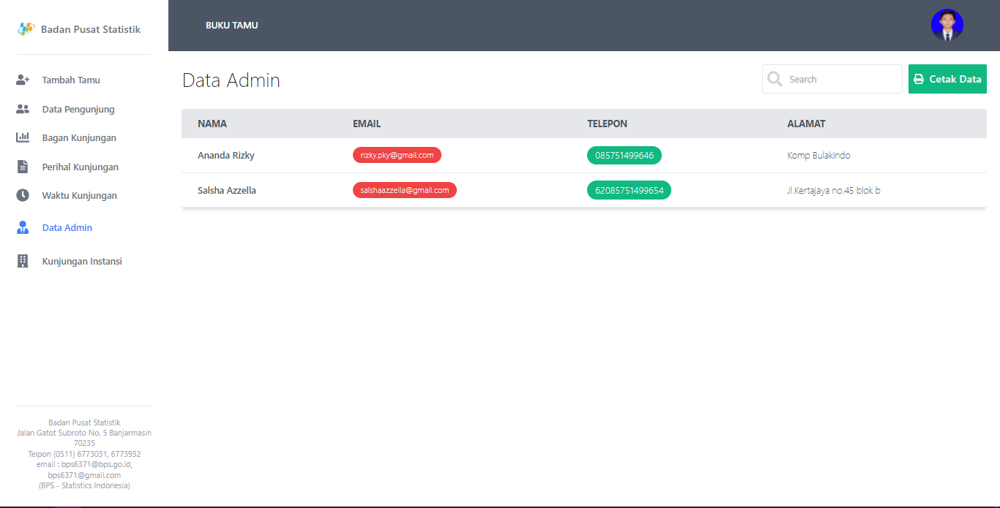 Badan Pusat Statistik
BUKU TAMU
Tambah Tamu
Data Pengunjung
Bagan Kunjungan
Perihal Kunjungan
Waktu Kunjungan
Data Admin
Kunjungan Instansi
Badan Pusat Statistik
Jalan Gatot Subroto No. 5 Banjarmasin
70235
Telpon (0511) 6773031, 6773932
email : bps6371@bps.go.id,
bps6371@gmail.com
(BPS - Statistics Indonesia)
Data Admin
Search
Cetak Data
NAMA EMAIL TELEPON ALAMAT
Ananda Rizky rizky.pky@gmail.com 085751499646 Komp Bulakindo
Salsha Azzella salshaazzella@gmail.com 62085751499654 Jl.Kertajaya no.45 blok b